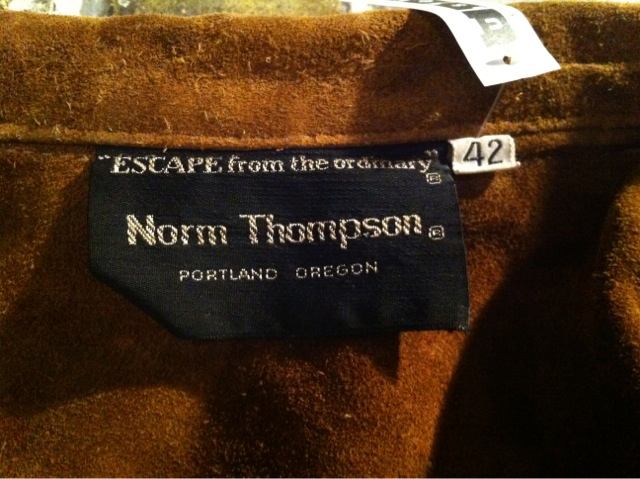 "ESCAPE from the ordinary"®
42
Norm Thompson®
PORTLAND OREGON